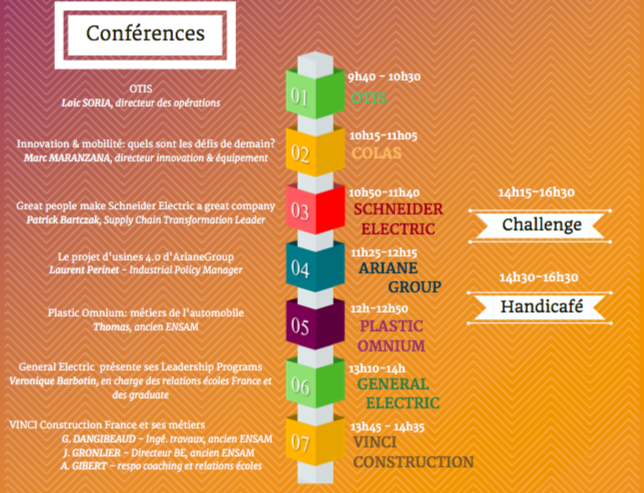 Conférences
OTIS
Loic SORIA, directeur des opérations
01
9h40 - 10h30
OTIS
Innovation & mobilité: quels sont les défis de demain?
Marc MARANZANA, directeur innovation & équipement
02
10h15-11h05
COLAS
Great people make Schneider Electric a great company
Patrick Bartczak, Supply Chain Transformation Leader
03
10h50-11h40
SCHNEIDER
ELECTRIC
Le projet d'usines 4.0 d'ArianeGroup
Laurent Perinet - Industrial Policy Manager
04
11h25-12h15
ARIANE
GROUP
Plastic Omnium: métiers de l'automobile
Thomas, ancien ENSAM
05
12h-12h50
PLASTIC
OMNIUM
General Electric présente ses Leadership Programs
Veronique Barbotin, en charge des relations écoles France et
des graduate
06
13h10-14h
GENERAL
ELECTRIC
VINCI Construction France et ses métiers
G. DANGIBEAUD - Ingé. travaux, ancien ENSAM
J. GRONLIER - Directeur BE, ancien ENSAM
A. GIBERT - respo coaching et relations écoles
07
13h45 - 14h35
VINCI
CONSTRUCTION
14h15-16h30
Challenge
14h30-16h30
Handicafé